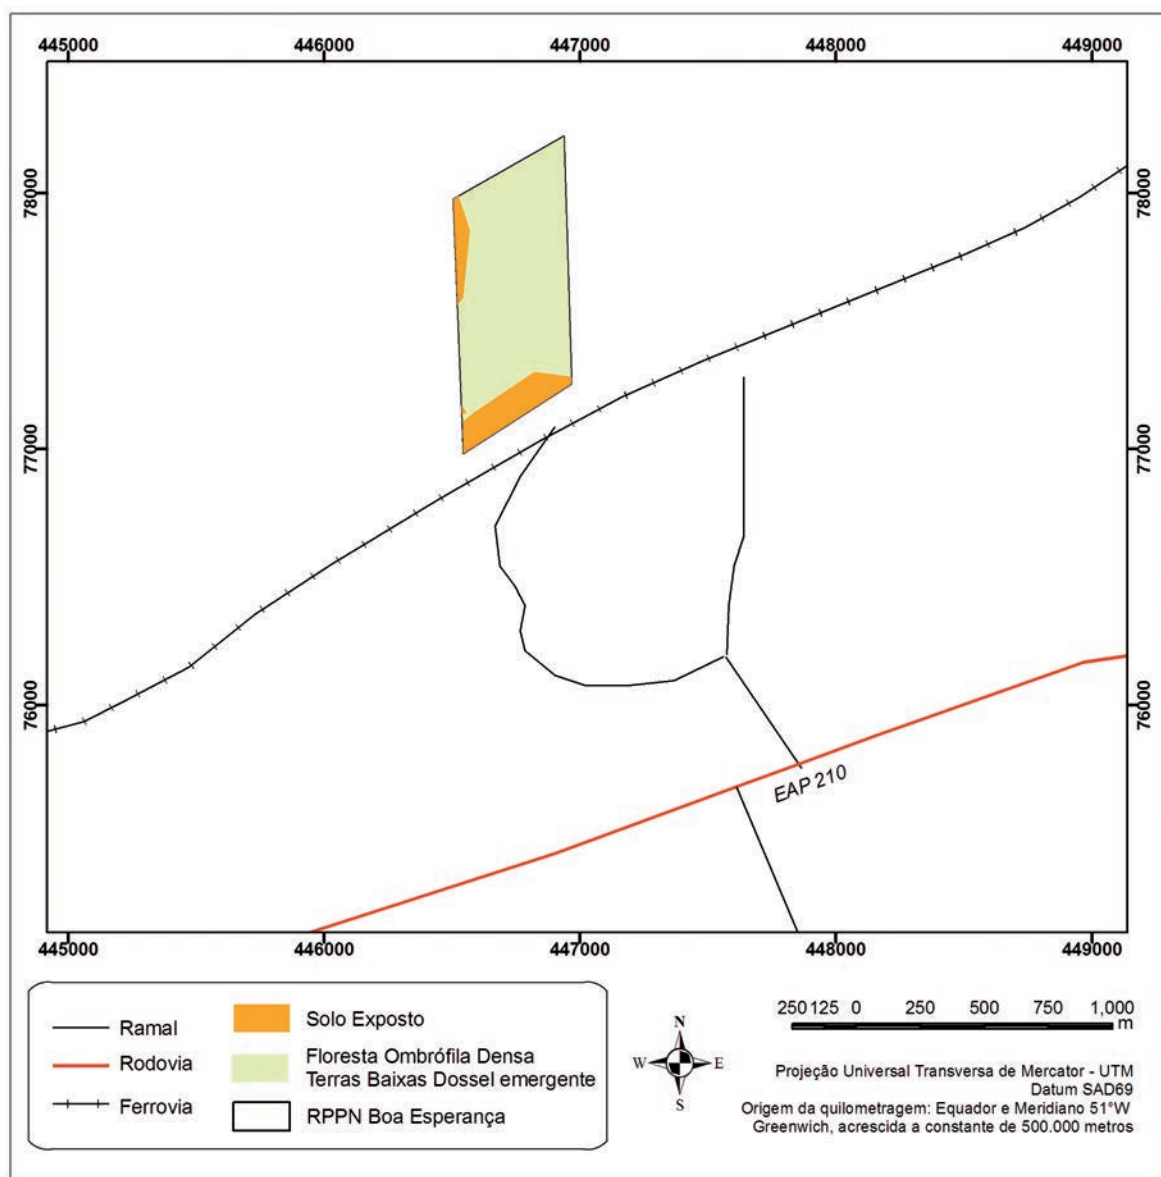 445000 446000 447000 448000 449000
78000 78000
77000 77000
76000 76000
EAP 210
445000 446000 447000 448000 449000
Ramal
Rodovia
Ferrovia
Solo Exposto
Floresta Ombrófila Densa
Terras Baixas Dossel emergente
RPPN Boa Esperança
N
W E
S
250 125 0 250 500 750 1,000
m
Projeção Universal Transversa de Mercator - UTM
Datum SAD69
Origem da quilometragem: Equador e Meridiano 51°W
Greenwich, acrescida a constante de 500.000 metros